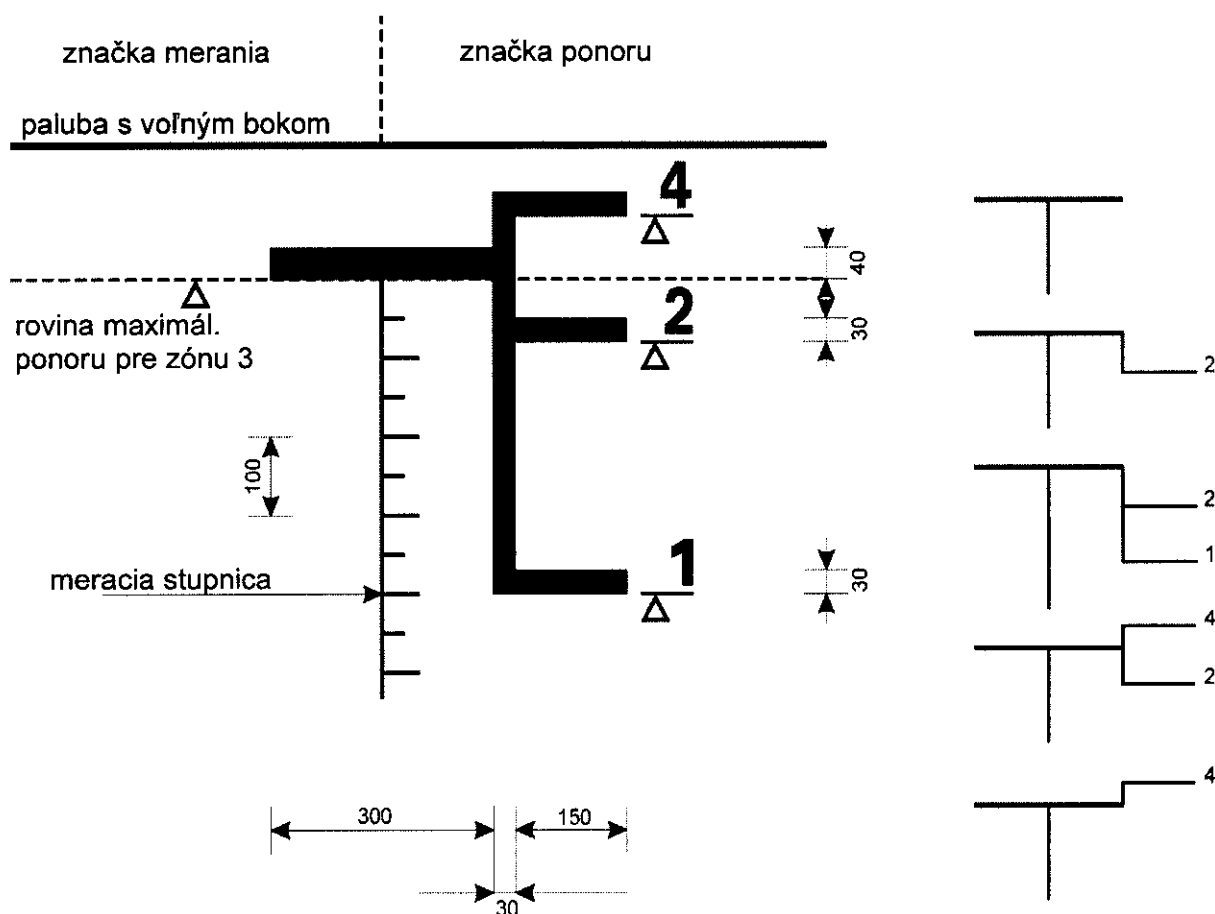 značka merania
značka ponoru
paluba s voľným bokom
4
40
rovina maximál.
ponoru pre zónu 3
2
30
100
meracia stupnica
1
30
300
150
30
2
2
1
4
2
4